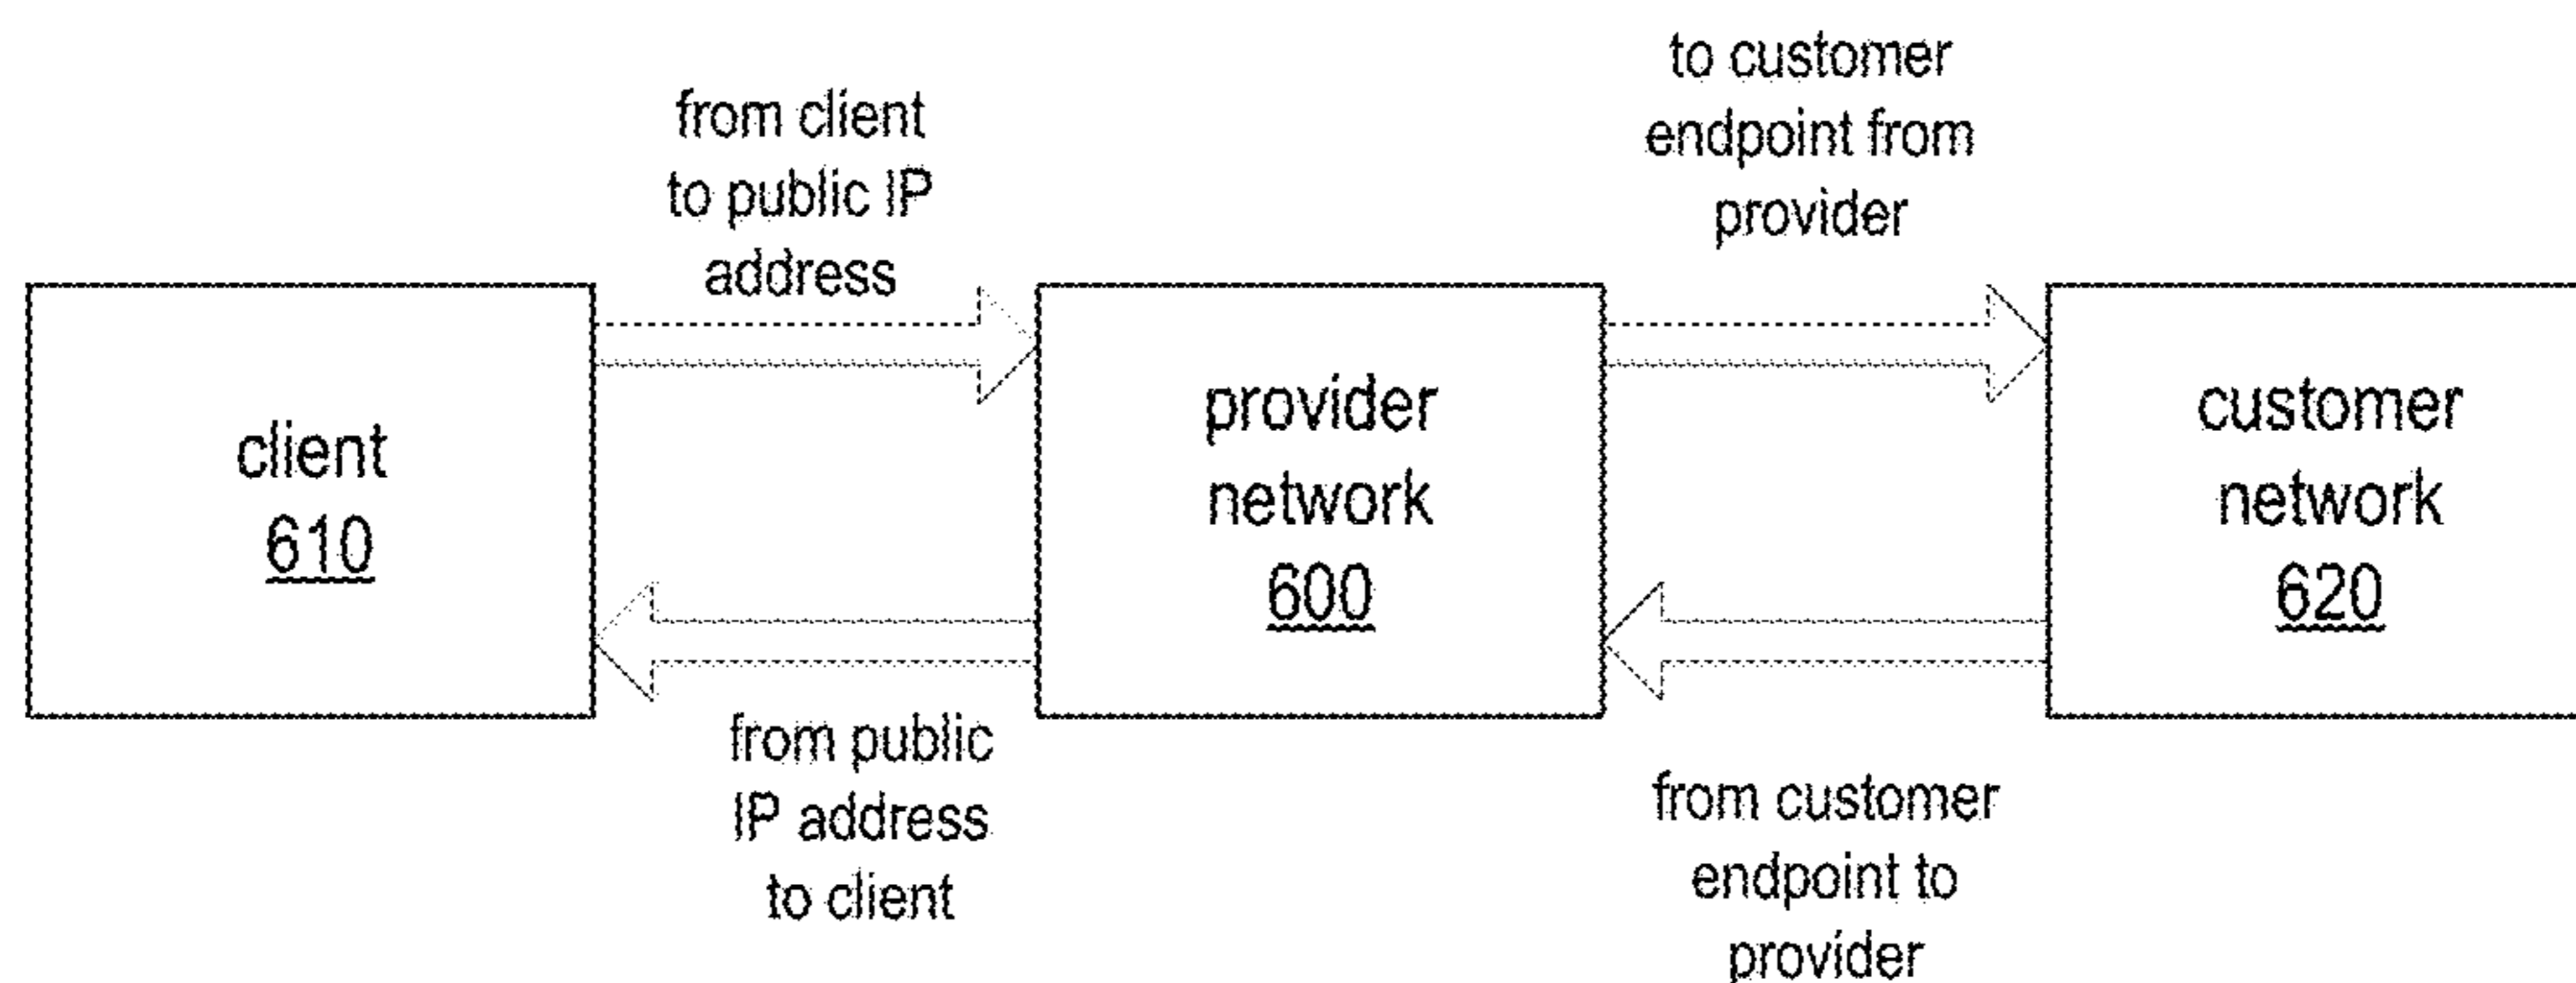 to customer
endpoint from
provider
from client
to public IP
address
client
610
provider
network
600
customer
network
620
from public
IP address
to client
from customer
endpoint to
provider